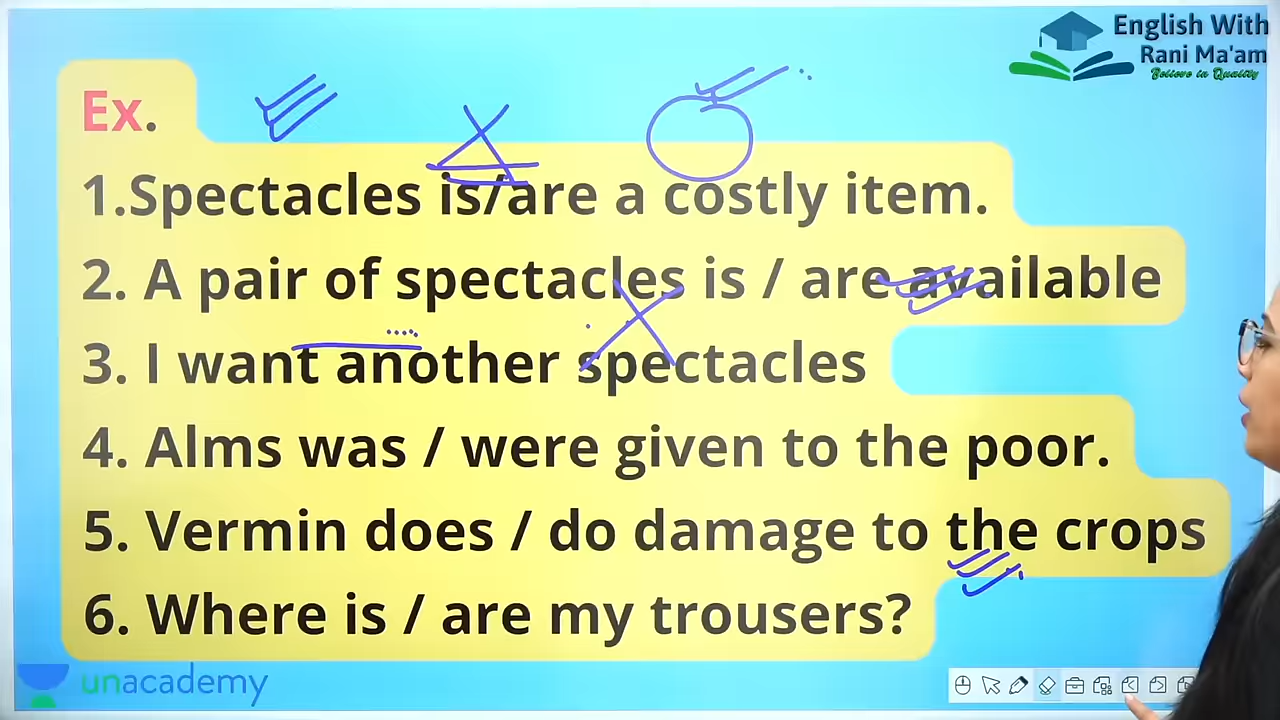 English With
Rani Ma'am
Believe in Quality
Ex.
1.Spectacles is/are a costly item.
2. A pair of spectacles is / are available
3. I want another spectacles
4. Alms was / were given to the poor.
5. Vermin does / do damage to the crops
6. Where is / are my trousers?
unacademy